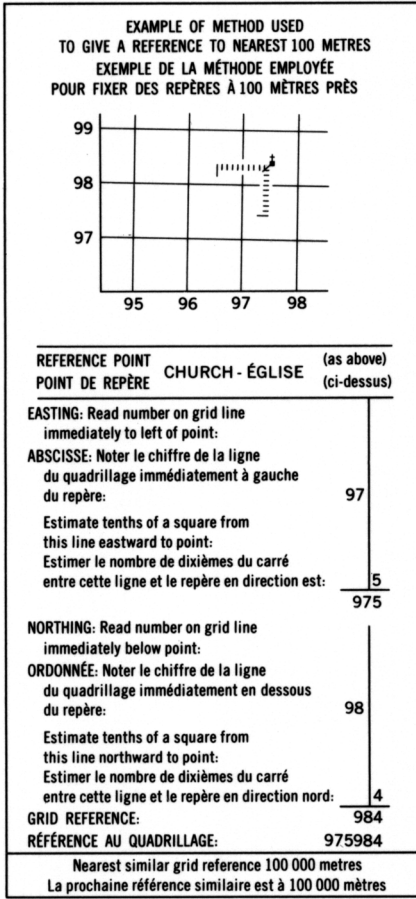 EXAMPLE OF METHOD USED
TO GIVE A REFERENCE TO NEAREST 100 METRES
EXEMPLE DE LA MÉTHODE EMPLOYÉE
POUR FIXER DES REPÈRES À 100 MÈTRES PRÈS
99
98
97
95 96 97 98
REFERENCE POINT
POINT DE REPÈRE
CHURCH - ÉGLISE
(as above)
(ci-dessus)
EASTING: Read number on grid line
immediately to left of point:
ABSCISSE: Noter le chiffre de la ligne
du quadrillage immédiatement à gauche
du repère: 97
Estimate tenths of a square from
this line eastward to point:
Estimer le nombre de dixièmes du carré
entre cette ligne et le repère en direction est: 5
975
NORTHING: Read number on grid line
immediately below point:
ORDONNÉE: Noter le chiffre de la ligne
du quadrillage immédiatement en dessous
du repère: 98
Estimate tenths of a square from
this line northward to point:
Estimer le nombre de dixièmes du carré
entre cette ligne et le repère en direction nord: 4
GRID REFERENCE: 984
RÉFÉRENCE AU QUADRILLAGE: 975984
Nearest similar grid reference 100 000 metres
La prochaine référence similaire est à 100 000 mètres